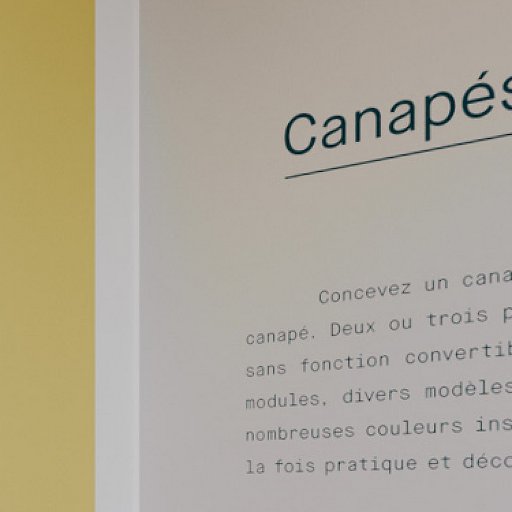 Canapés
Concevez un cana
canapé. Deux ou trois p
sans fonction convertib
modules, divers modèles
nombreuses couleurs ins
la fois pratique et déco